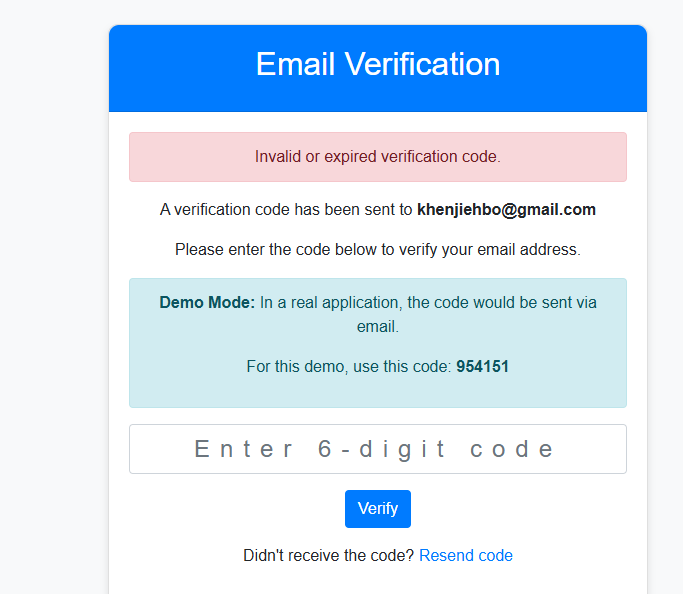 Email Verification
Invalid or expired verification code.
A verification code has been sent to khenjiehbo@gmail.com
Please enter the code below to verify your email address.
Demo Mode: In a real application, the code would be sent via
email.
For this demo, use this code: 954151
Enter 6-digit code
Verify
Didn't receive the code? Resend code